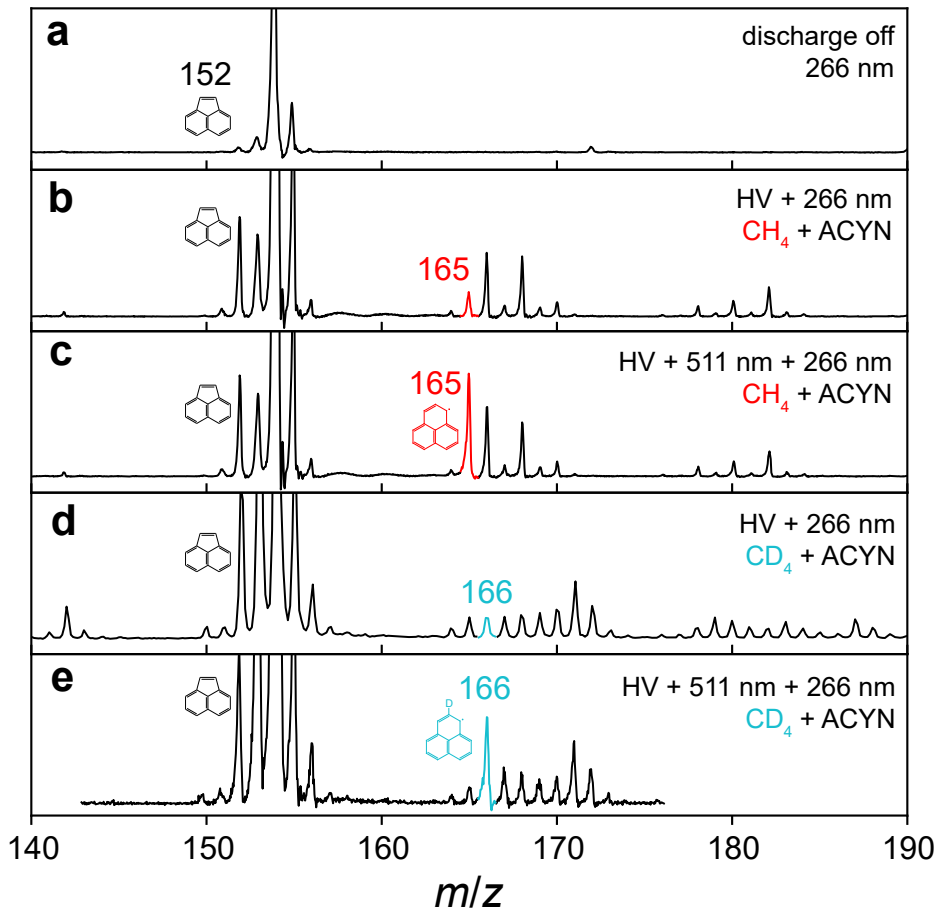 a
discharge off
266 nm
152
b
HV + 266 nm
CH₄ + ACYN
165
c
HV + 511 nm + 266 nm
CH₄ + ACYN
165
d
HV + 266 nm
CD₄ + ACYN
166
e
HV + 511 nm + 266 nm
CD₄ + ACYN
166
D
140 150 160 170 180 190
m/z